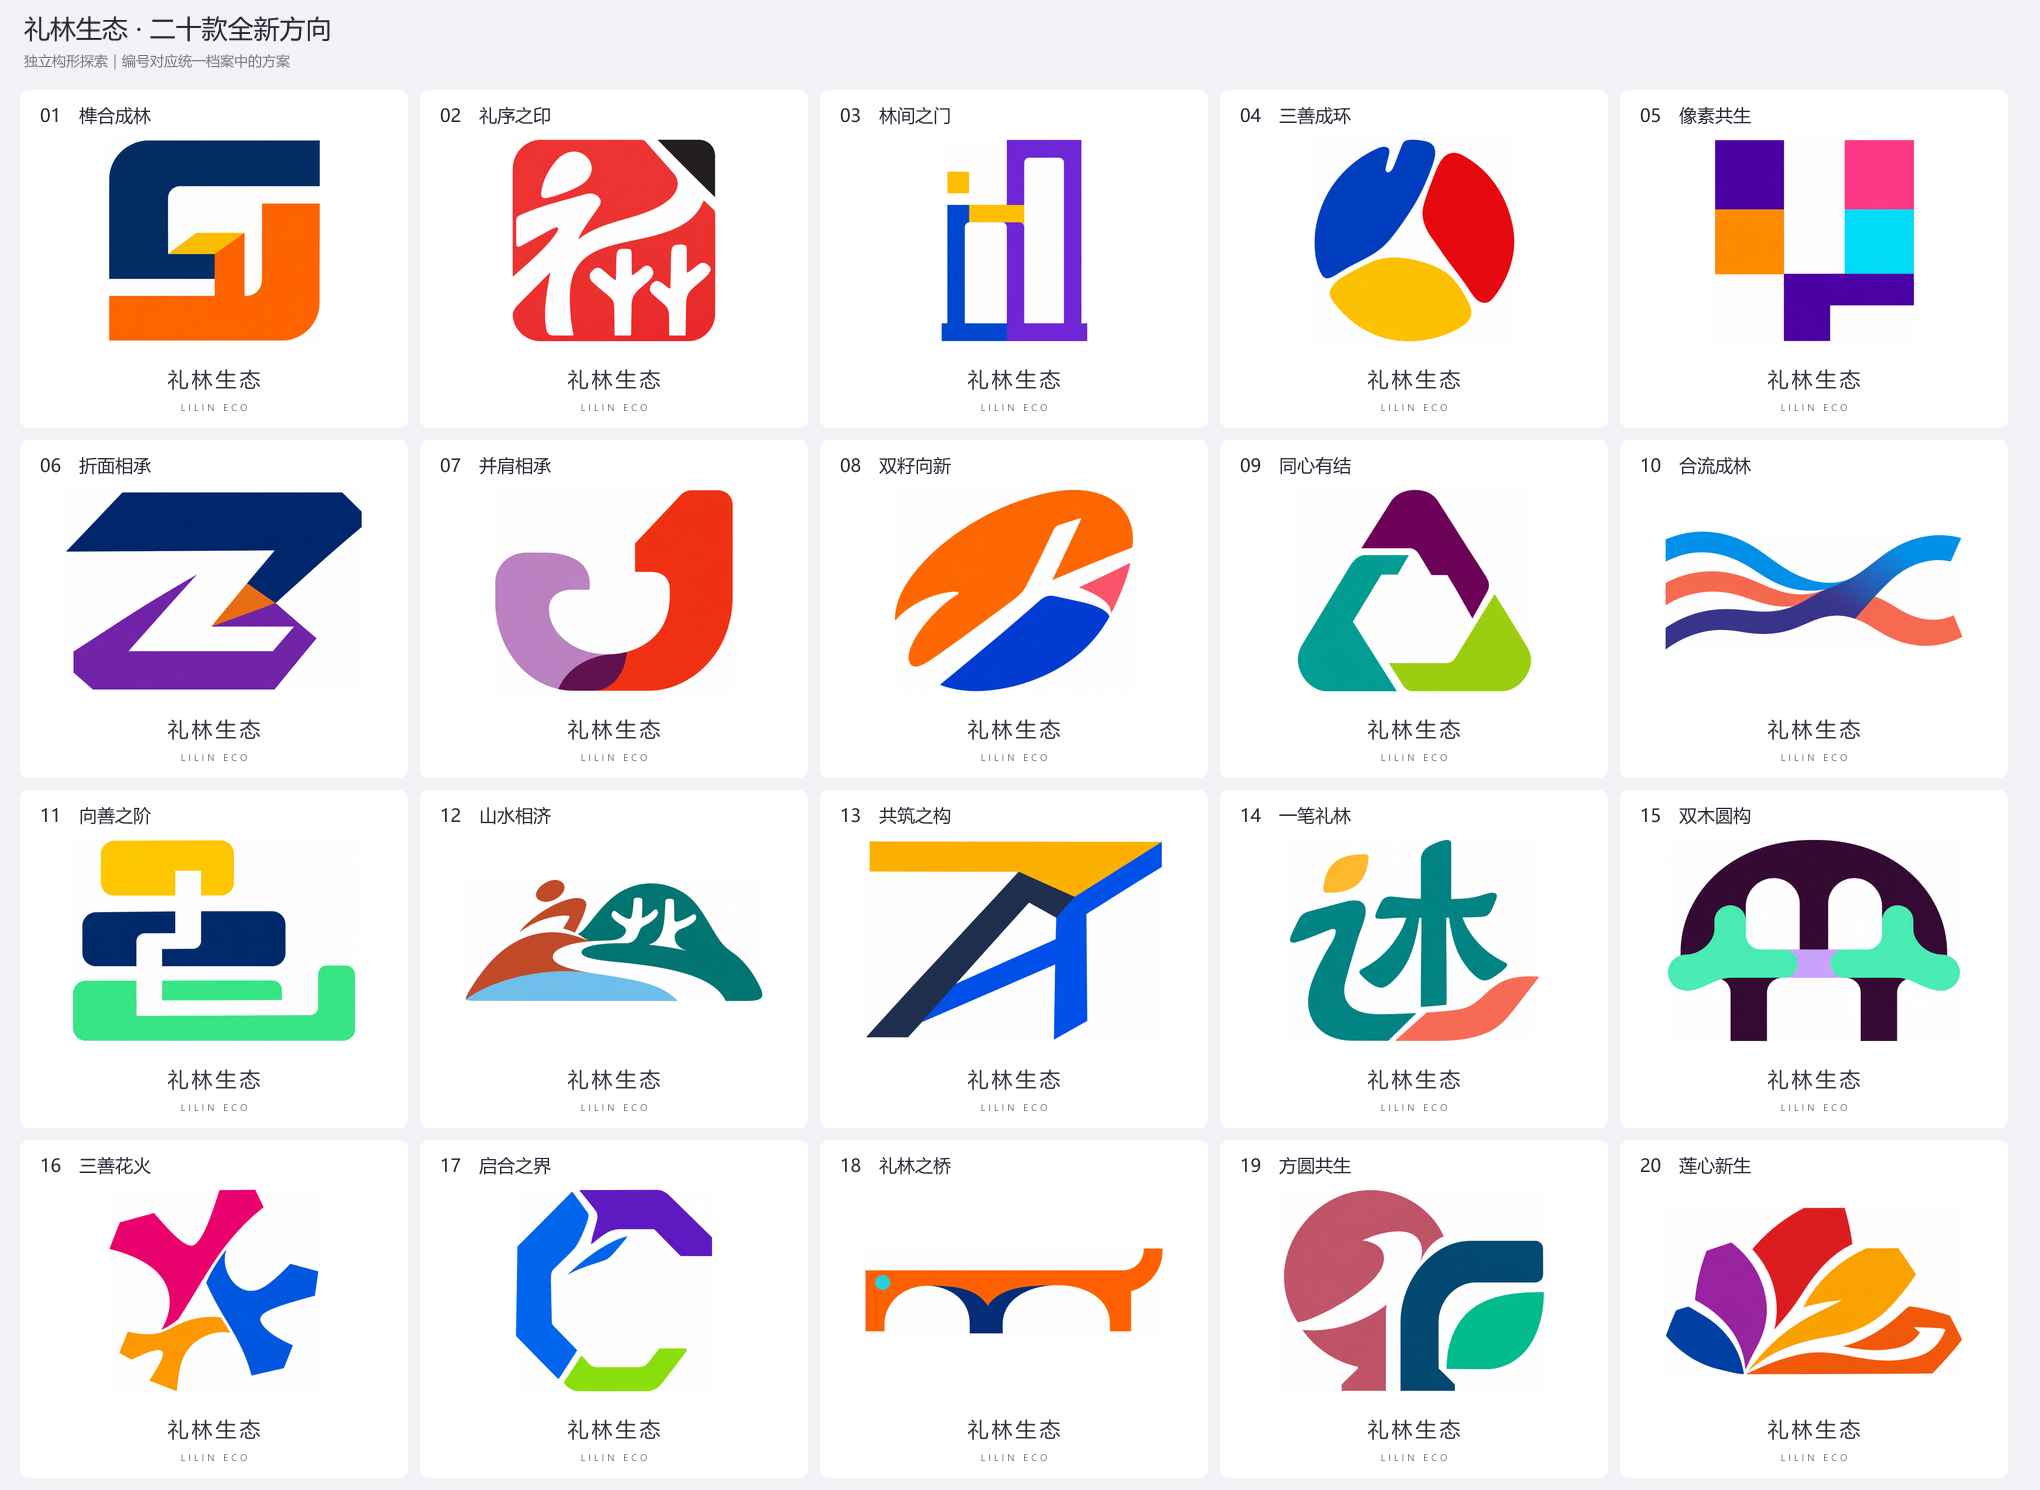 礼林生态 · 二十款全新方向
独立构形探索 | 编号对应统一档案中的方案
01 榫合成林
礼林生态
LILIN ECO
02 礼序之印
礼林生态
LILIN ECO
03 林间之门
礼林生态
LILIN ECO
04 三善成环
礼林生态
LILIN ECO
05 像素共生
礼林生态
LILIN ECO
06 折面相承
礼林生态
LILIN ECO
07 并肩相承
礼林生态
LILIN ECO
08 双籽向新
礼林生态
LILIN ECO
09 同心有结
礼林生态
LILIN ECO
10 合流成林
礼林生态
LILIN ECO
11 向善之阶
礼林生态
LILIN ECO
12 山水相济
礼林生态
LILIN ECO
13 共筑之构
礼林生态
LILIN ECO
14 一笔礼林
礼林生态
LILIN ECO
15 双木圆构
礼林生态
LILIN ECO
16 三善花火
礼林生态
LILIN ECO
17 启合之界
礼林生态
LILIN ECO
18 礼林之桥
礼林生态
LILIN ECO
19 方圆共生
礼林生态
LILIN ECO
20 莲心新生
礼林生态
LILIN ECO